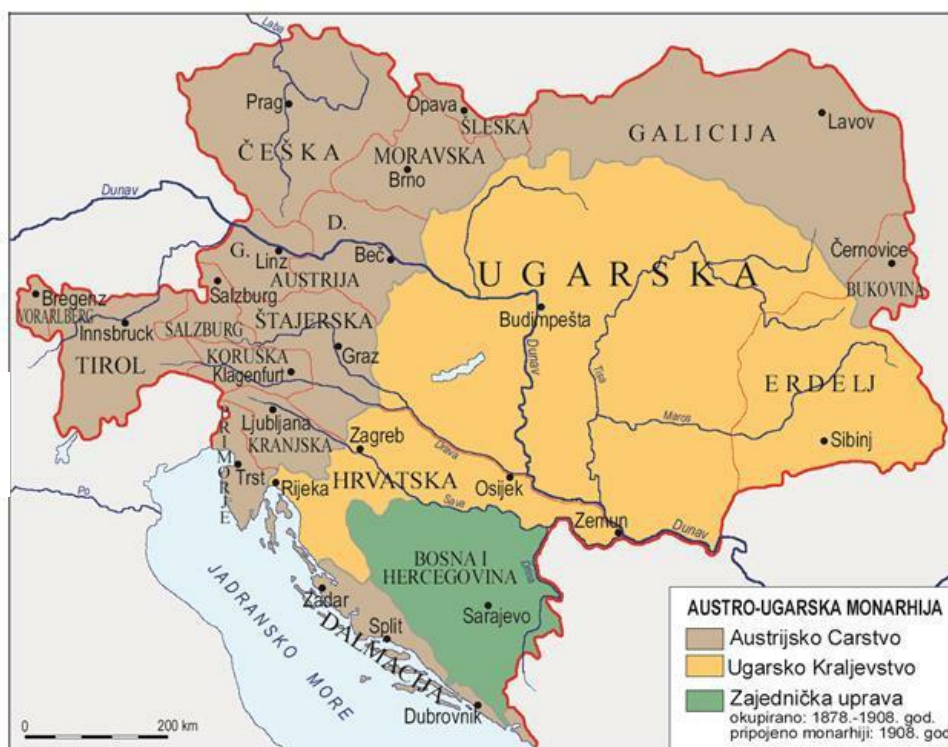 Laba
Prag
Opava
ŠLESKA
GALICIJA
Lavov
ČEŠKA
MORAVSKA
Brno
Dunav
D.
G.
Linz
Beč
AUSTRIJA
UGARSKA
Černovice
BUKOVINA
Bregenz
VORARLBERG
Salzburg
Innsbruck
SALZBURG
ŠTAJERSKA
Budimpešta
TIROL
KORUŠKA
Klagenfurt
Graz
Dunav
Tisa
ERDELJ
Maros
Ljubljana
KRANJSKA
PRIMORJE
Zagreb
Drava
Sibinj
Trst
HRVATSKA
Osijek
Rijeka
Po
Sava
Zemun
Dunav
BOSNA I
HERCEGOVINA
Drina
Zadar
Sarajevo
JADRANSKO MORE
Split
DALMACIJA
Dubrovnik
0 200 km
AUSTRO-UGARSKA MONARHIJA
Austrijsko Carstvo
Ugarsko Kraljevstvo
Zajednička uprava
okupirano: 1878.-1908. god.
pripojeno monarhiji: 1908. god